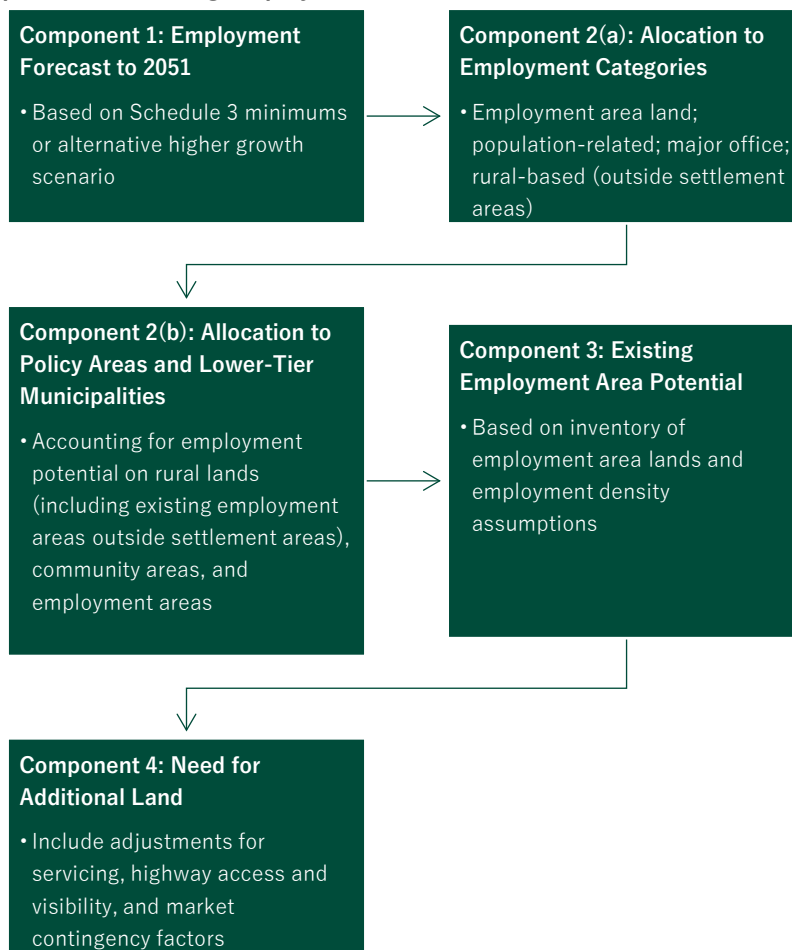 Component 1: Employment
Forecast to 2051
• Based on Schedule 3 minimums
or alternative higher growth
scenario
Component 2(a): Alocation to
Employment Categories
• Employment area land;
population-related; major office;
rural-based (outside settlement
areas)
Component 2(b): Allocation to
Policy Areas and Lower-Tier
Municipalities
• Accounting for employment
potential on rural lands
(including existing employment
areas outside settlement areas),
community areas, and
employment areas
Component 3: Existing
Employment Area Potential
• Based on inventory of
employment area lands and
employment density
assumptions
Component 4: Need for
Additional Land
• Include adjustments for
servicing, highway access and
visibility, and market
contingency factors